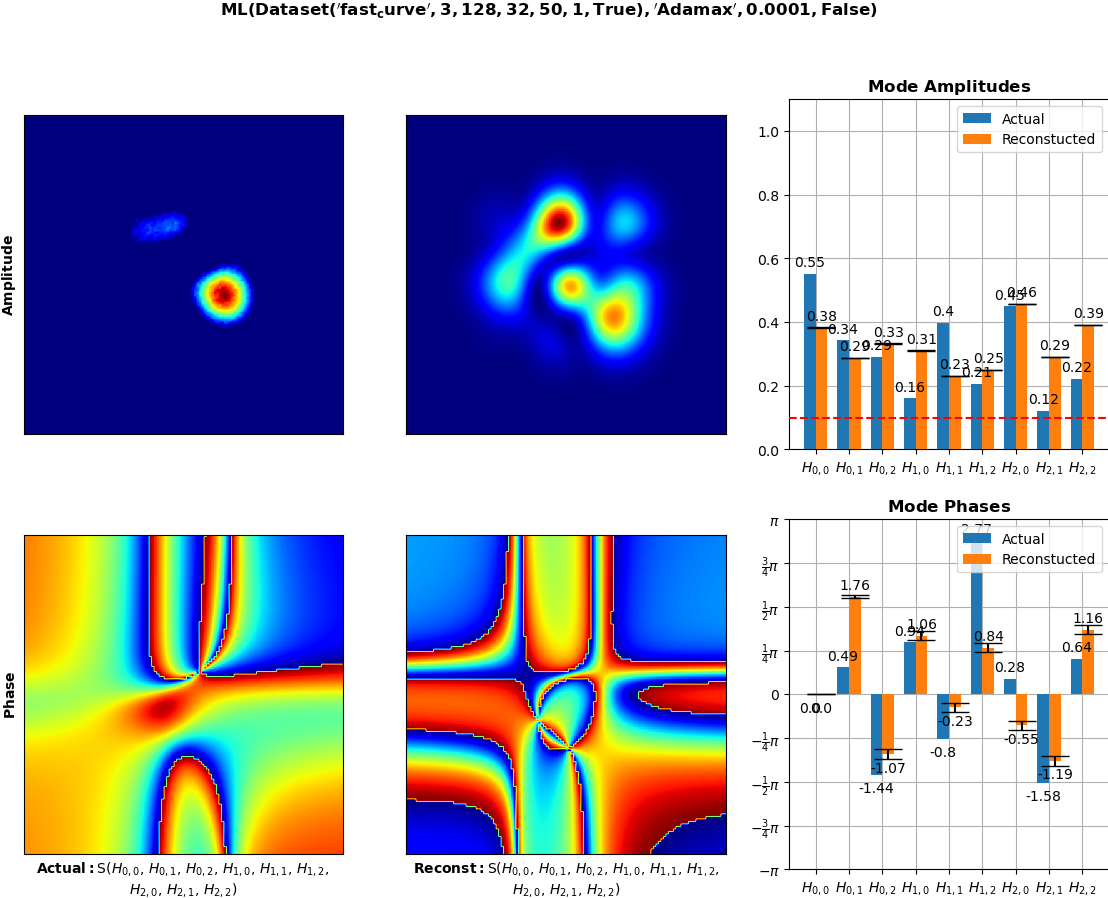 ML(Dataset('fast_curve', 3, 128, 32, 50, 1, True), 'Adamax', 0.0001, False)
Mode Amplitudes
Amplitude
Actual
Reconstucted
1.0
0.8
0.6
0.4
0.2
0.0
0.55
0.38
0.34
0.29
0.29
0.33
0.16
0.31
0.4
0.23
0.21
0.25
0.45
0.46
0.12
0.29
0.22
0.39
H0,0 H0,1 H0,2 H1,0 H1,1 H1,2 H2,0 H2,1 H2,2
Mode Phases
Phase
Actual
Reconstucted
π
3/4π
1/2π
1/4π
0
−1/4π
−1/2π
−3/4π
−π
0.0
0.0
0.49
1.76
-1.44
-1.07
0.94
1.06
-0.8
-0.23
2.77
0.84
0.28
-0.55
-1.58
-1.19
0.64
1.16
H0,0 H0,1 H0,2 H1,0 H1,1 H1,2 H2,0 H2,1 H2,2
Actual: S(H0,0, H0,1, H0,2, H1,0, H1,1, H1,2,
H2,0, H2,1, H2,2)
Reconst: S(H0,0, H0,1, H0,2, H1,0, H1,1, H1,2,
H2,0, H2,1, H2,2)